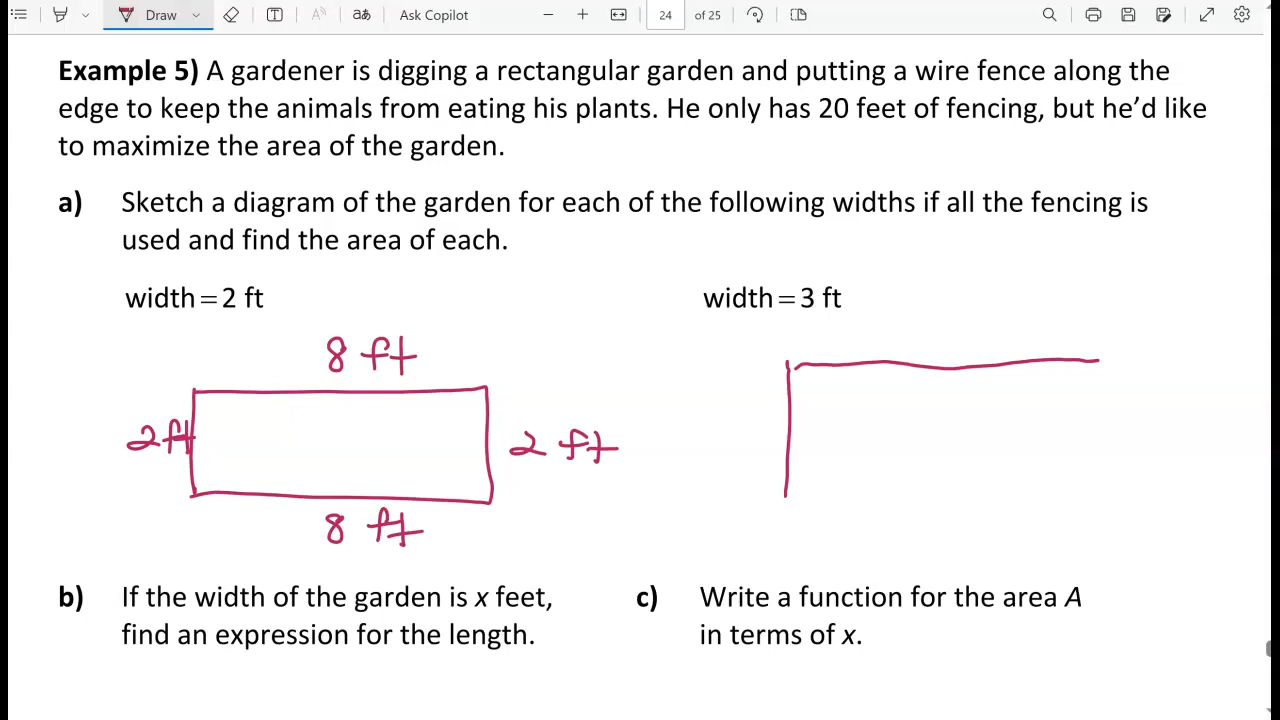 Draw
Ask Copilot
24 of 25
Example 5) A gardener is digging a rectangular garden and putting a wire fence along the
edge to keep the animals from eating his plants. He only has 20 feet of fencing, but he’d like
to maximize the area of the garden.
a) Sketch a diagram of the garden for each of the following widths if all the fencing is
used and find the area of each.
width = 2 ft
width = 3 ft
8 ft
2 ft
2 ft
8 ft
b) If the width of the garden is x feet,
find an expression for the length.
c) Write a function for the area A
in terms of x.